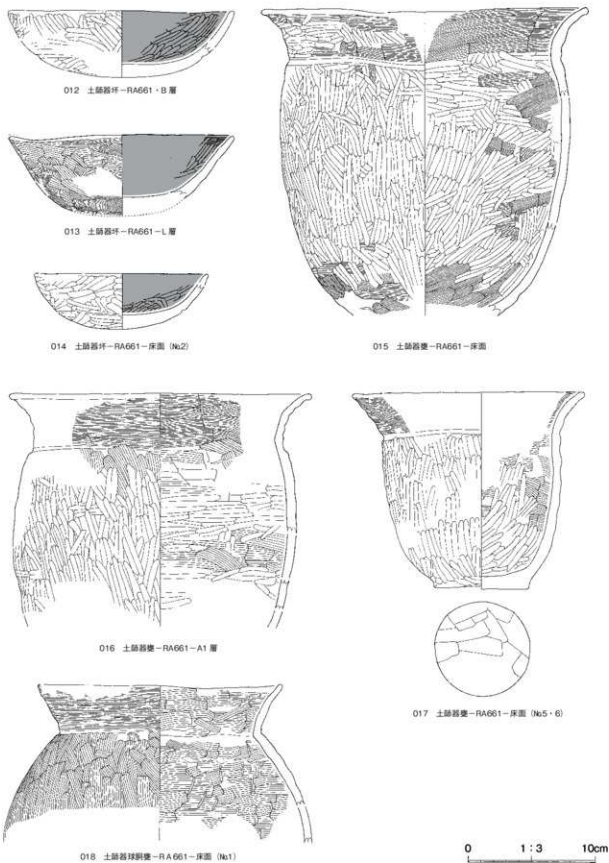 012　土師器坏－RA661・B層
013　土師器坏－RA661－L層
014　土師器坏－RA661－床面（No.2）
015　土師器甕－RA661－床面
016　土師器甕－RA661－A1層
017　土師器甕－RA661－床面（No.5・6）
018　土師器球胴甕－RA661－床面（No.1）
0　1：3　10cm